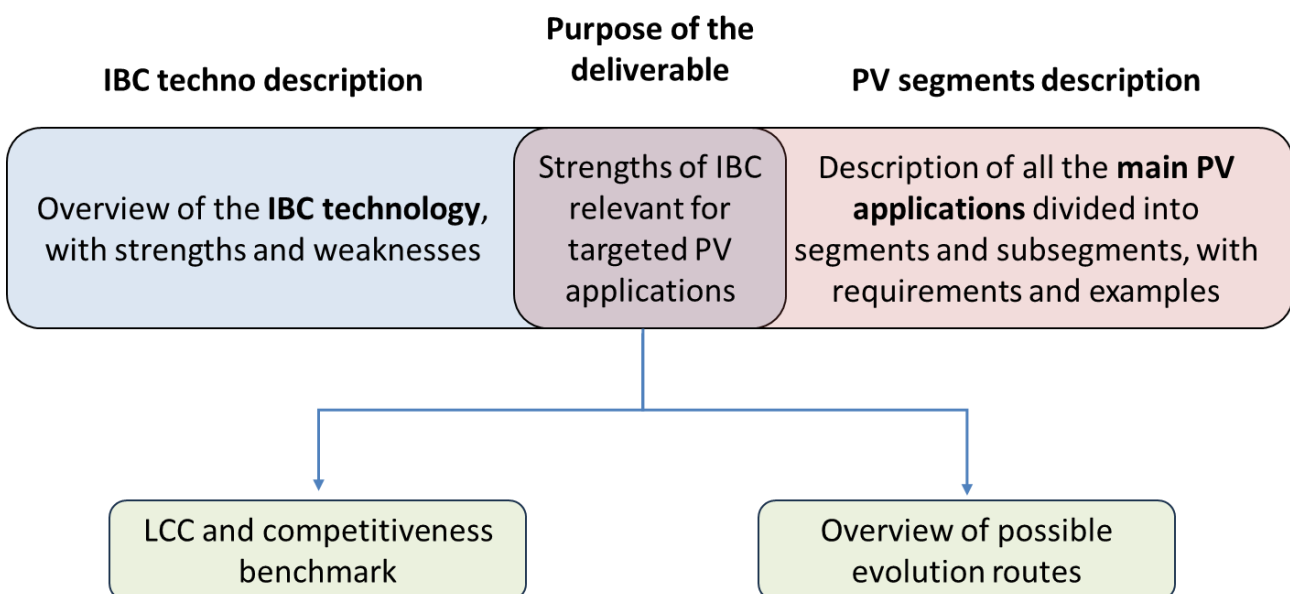 IBC techno description
Purpose of the
deliverable
PV segments description
Overview of the IBC technology,
with strengths and weaknesses
Strengths of IBC
relevant for
targeted PV
applications
Description of all the main PV
applications divided into
segments and subsegments, with
requirements and examples
LCC and competitiveness
benchmark
Overview of possible
evolution routes